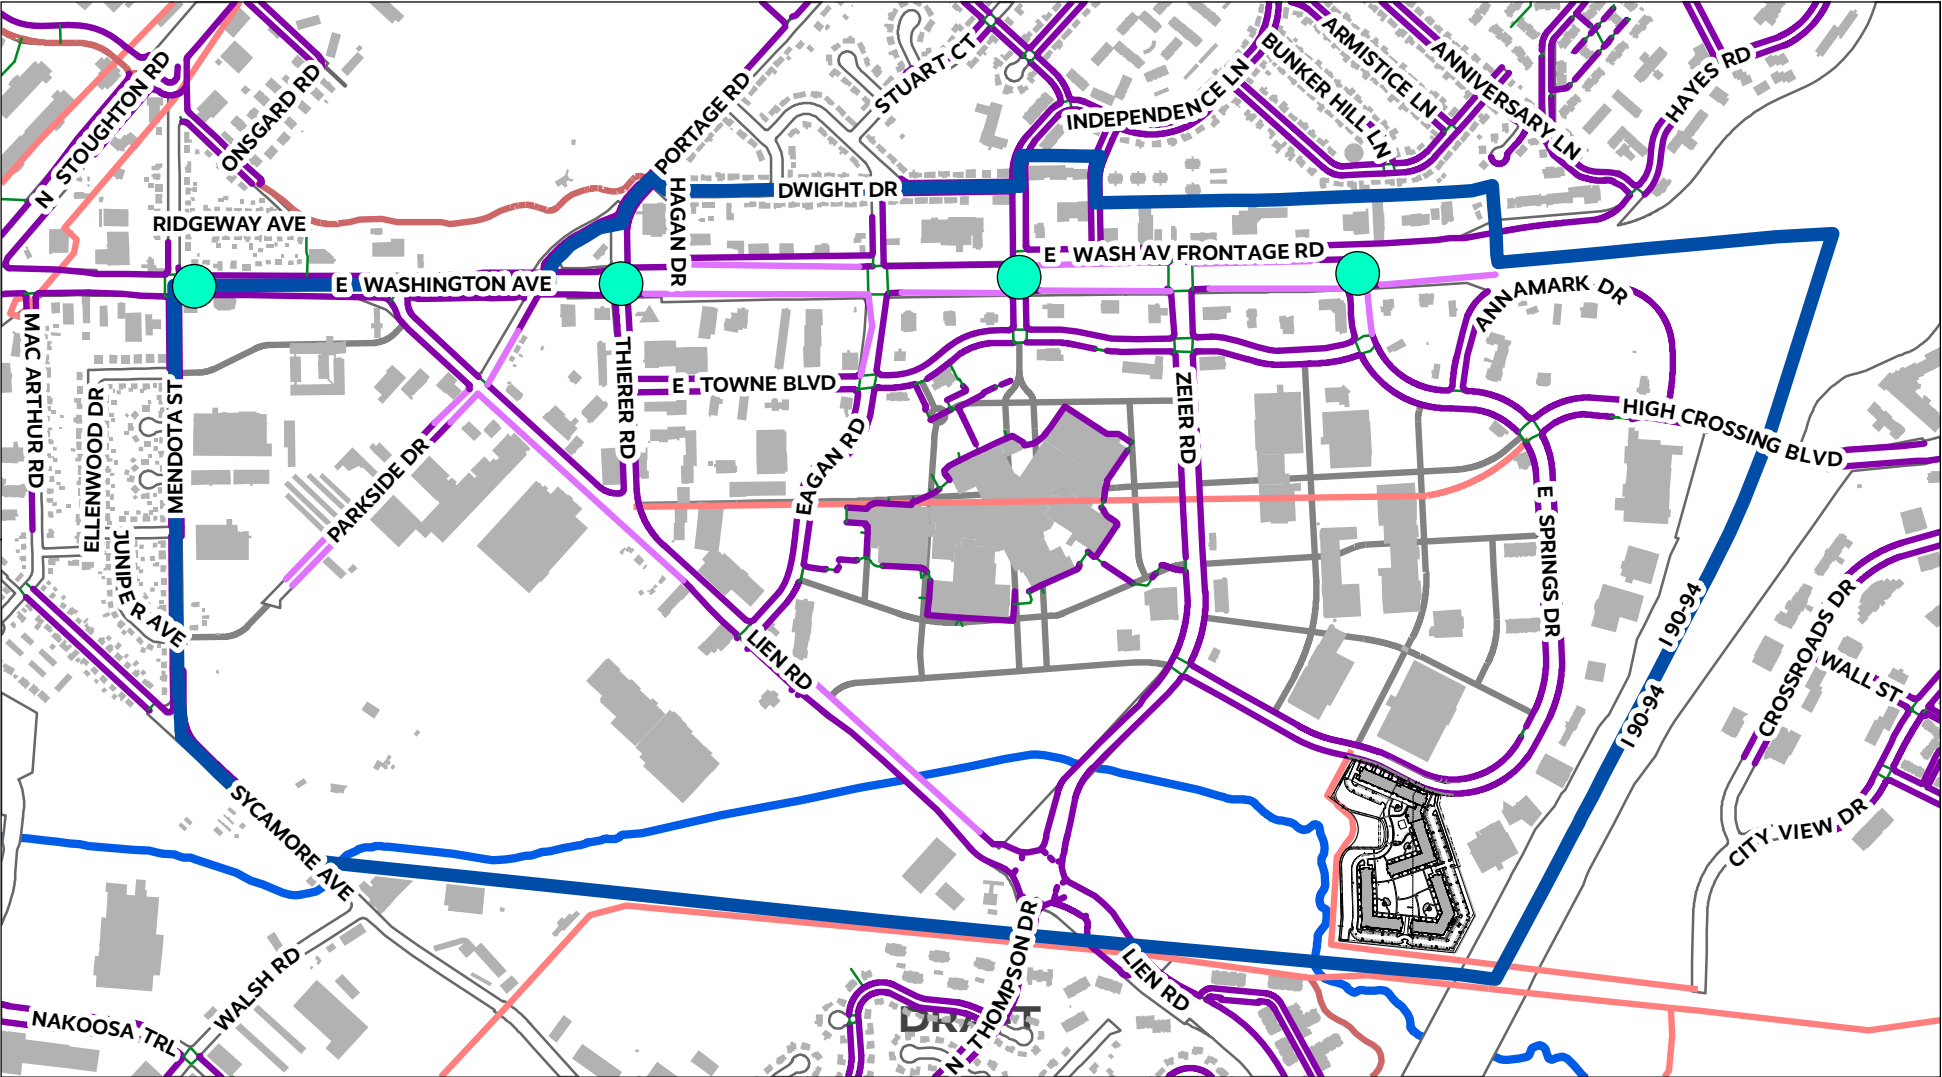 STUART CT
ARMISTICE LN
ANNIVERSARY LN
BUNKER HILL LN
HAYES RD
N STOUGHTON RD
ONSGARD RD
PORTAGE RD
INDEPENDENCE LN
DWIGHT DR
HAGAN DR
RIDGEWAY AVE
E WASH AV FRONTAGE RD
E WASHINGTON AVE
ANNAMARK DR
MAC ARTHUR RD
ELLENWOOD DR
MENDOTA ST
THIERER RD
E TOWNE BLVD
ZEIER RD
HIGH CROSSING BLVD
PARKSIDE DR
EAGAN RD
JUNIPER AVE
E SPRINGS DR
I 90-94
CROSSROADS DR
LIEN RD
WALL ST
I 90-94
SYCAMORE AVE
CITY VIEW DR
WALSH RD
N THOMPSON DR
LIEN RD
NAKOOSA TRL
DRAFT